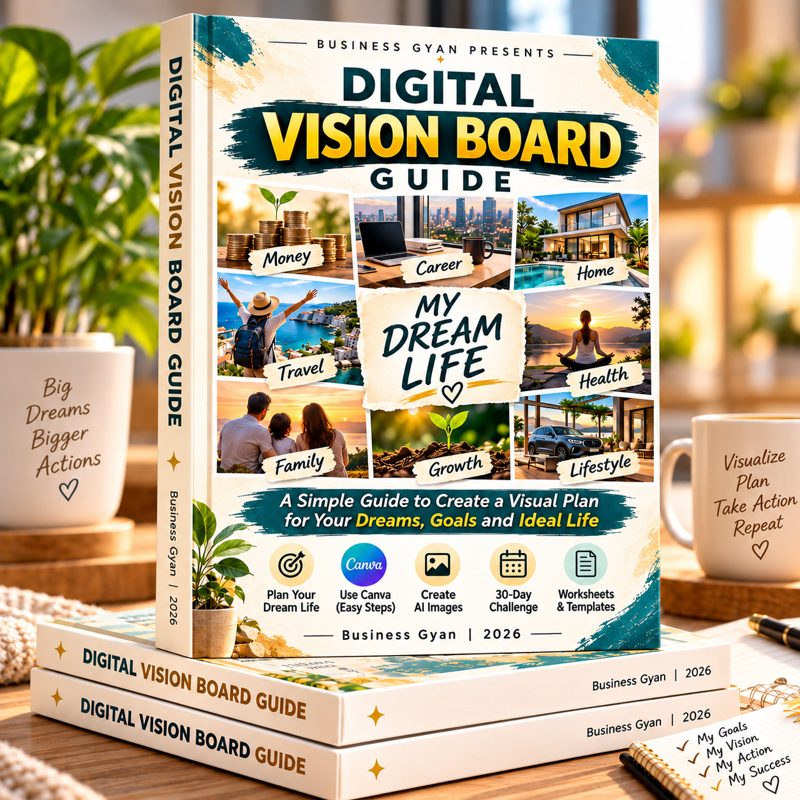 BUSINESS GYAN PRESENTS
DIGITAL
VISION BOARD
GUIDE
Money
Career
Home
Travel
MY
DREAM
LIFE
Health
Family
Growth
Lifestyle
A Simple Guide to Create a Visual Plan
for Your Dreams, Goals and Ideal Life
Plan Your
Dream Life
Canva
Use Canva
(Easy Steps)
Create
AI Images
30-Day
Challenge
Worksheets
& Templates
Business Gyan | 2026
DIGITAL VISION BOARD GUIDE
Business Gyan | 2026
Big
Dreams
Bigger
Actions
Visualize
Plan
Take Action
Repeat
DIGITAL VISION BOARD GUIDE
Business Gyan | 2026
DIGITAL VISION BOARD GUIDE
Business Gyan | 2026
My Goals
My Vision
My Action
My Success